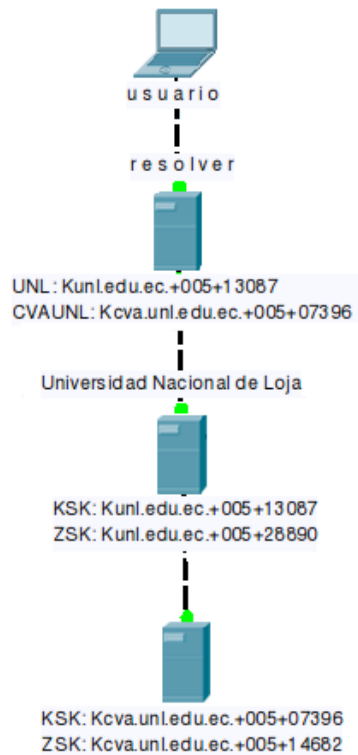 usuario
resolver
UNL: Kunl.edu.ec.+005+13087
CVAUNL: Kcva.unl.edu.ec.+005+07396
Universidad Nacional de Loja
KSK: Kunl.edu.ec.+005+13087
ZSK: Kunl.edu.ec.+005+28890
KSK: Kcva.unl.edu.ec.+005+07396
ZSK: Kcva.unl.edu.ec.+005+14682